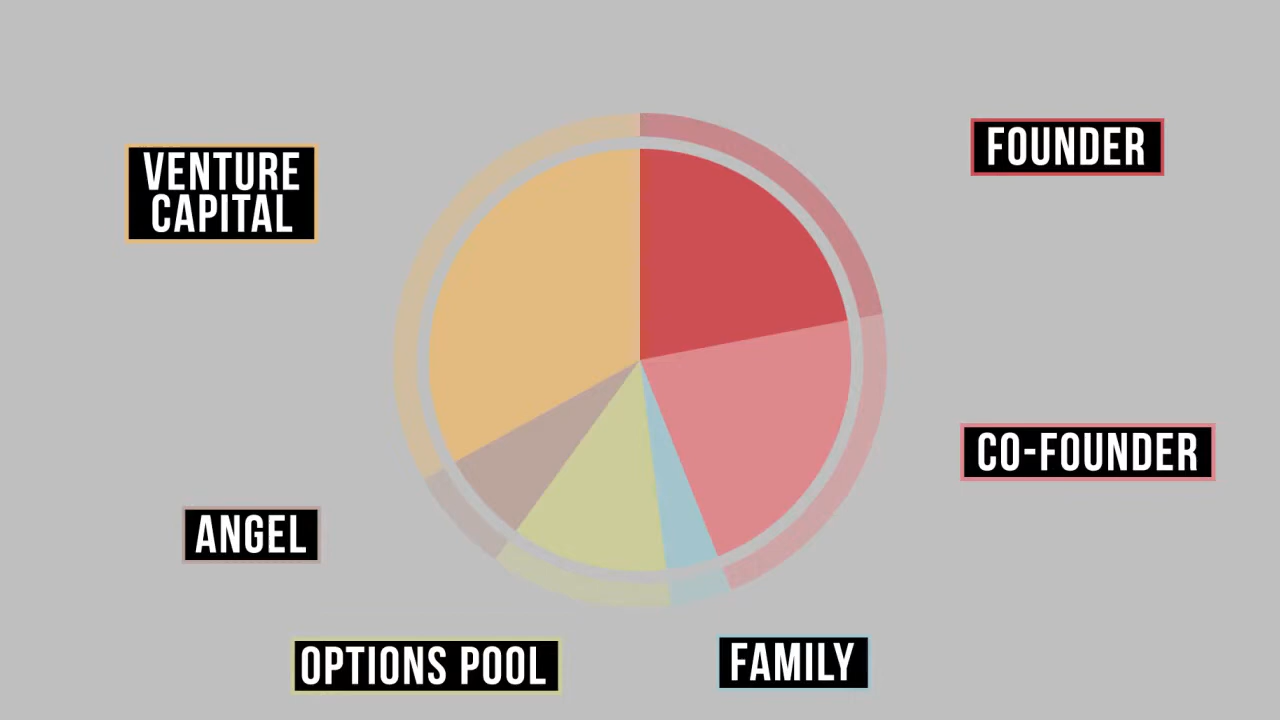 FOUNDER
VENTURE
CAPITAL
CO-FOUNDER
ANGEL
OPTIONS POOL
FAMILY